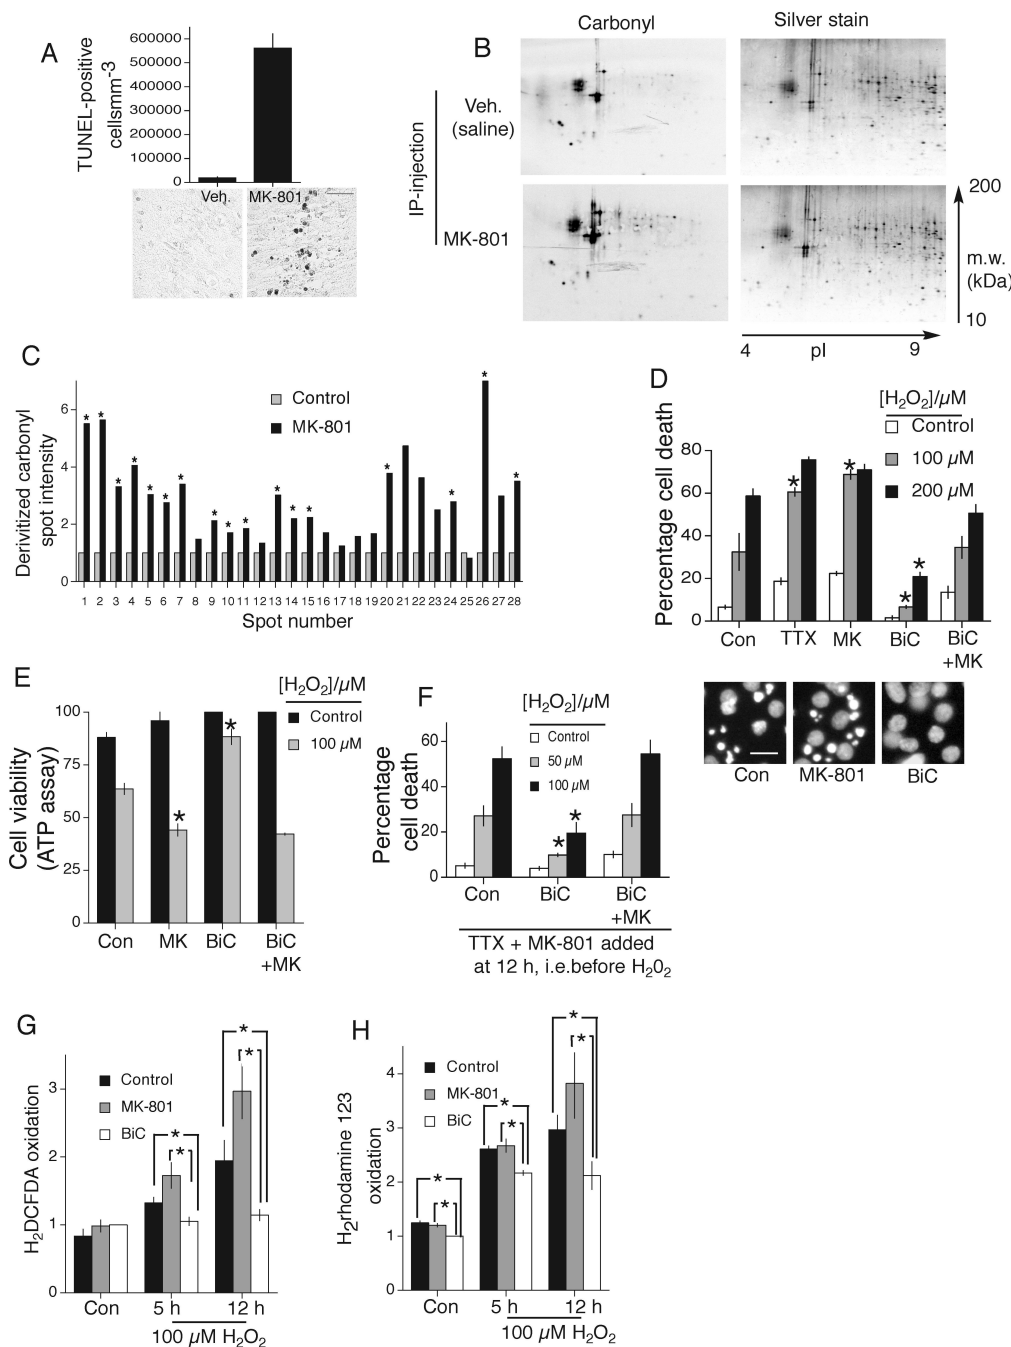 A
TUNEL-positive
cellsmm-3
600000
500000
400000
300000
200000
100000
0
Veh.
MK-801
B
Carbonyl
Silver stain
IP-injection
Veh.
(saline)
MK-801
200
m.w.
(kDa)
10
4
pI
9
C
Derivitized carbonyl
spot intensity
6
4
2
0
Control
MK-801
* * * * * * * * * * * * * * * * *
1 2 3 4 5 6 7 8 9 10 11 12 13 14 15 16 17 18 19 20 21 22 23 24 25 26 27 28
Spot number
D
[H2O2]/µM
Control
100 µM
200 µM
Percentage cell death
80
60
40
20
0
* * * *
Con
TTX
MK
BiC
BiC
+MK
Con
MK-801
BiC
E
[H2O2]/µM
Control
100 µM
Cell viability
(ATP assay)
100
75
50
25
0
* *
Con
MK
BiC
BiC
+MK
F
[H2O2]/µM
Control
50 µM
100 µM
Percentage
cell death
60
40
20
0
* *
Con
BiC
BiC
+MK
TTX + MK-801 added
at 12 h, i.e.before H202
G
H2DCFDA oxidation
3
2
1
0
Control
MK-801
BiC
* * * *
Con
5 h
12 h
100 µM H2O2
H
H2rhodamine 123
oxidation
4
3
2
1
0
Control
MK-801
BiC
* * * * * *
Con
5 h
12 h
100 µM H2O2